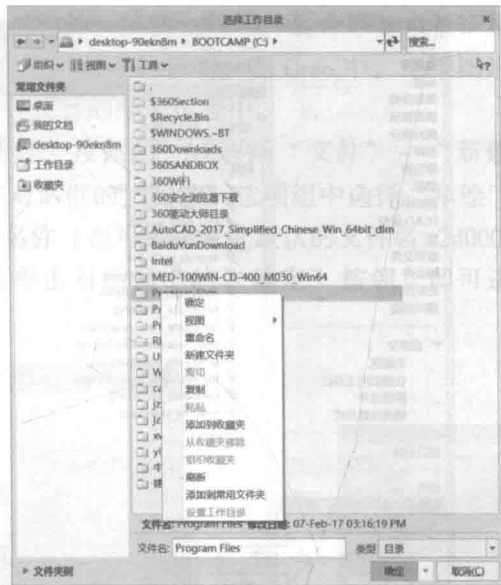 选择工作目录
desktop-90ekn8m ▸ BOOTCAMP (C:) ▸
搜索...
组织 视图 工具
常用文件夹
桌面
我的文档
desktop-90ekn8m
工作目录
收藏夹
..
$360Section
$Recycle.Bin
$WINDOWS.~BT
360Downloads
360SANDBOX
360WiFi
360安全浏览器下载
360驱动大师目录
AutoCAD_2017_Simplified_Chinese_Win_64bit_dlm
BaiduYunDownload
Intel
MED-100WIN-CD-400_M030_Win64
确定
视图
重命名
新建文件夹
剪切
复制
粘贴
添加到收藏夹
从收藏夹移除
组织收藏夹
刷新
添加到常用文件夹
设置工作目录
文件名: Program Files 修改日期: 07-Feb-17 03:16:19 PM
文件名: Program Files 类型 目录
文件夹树
确定 取消(C)